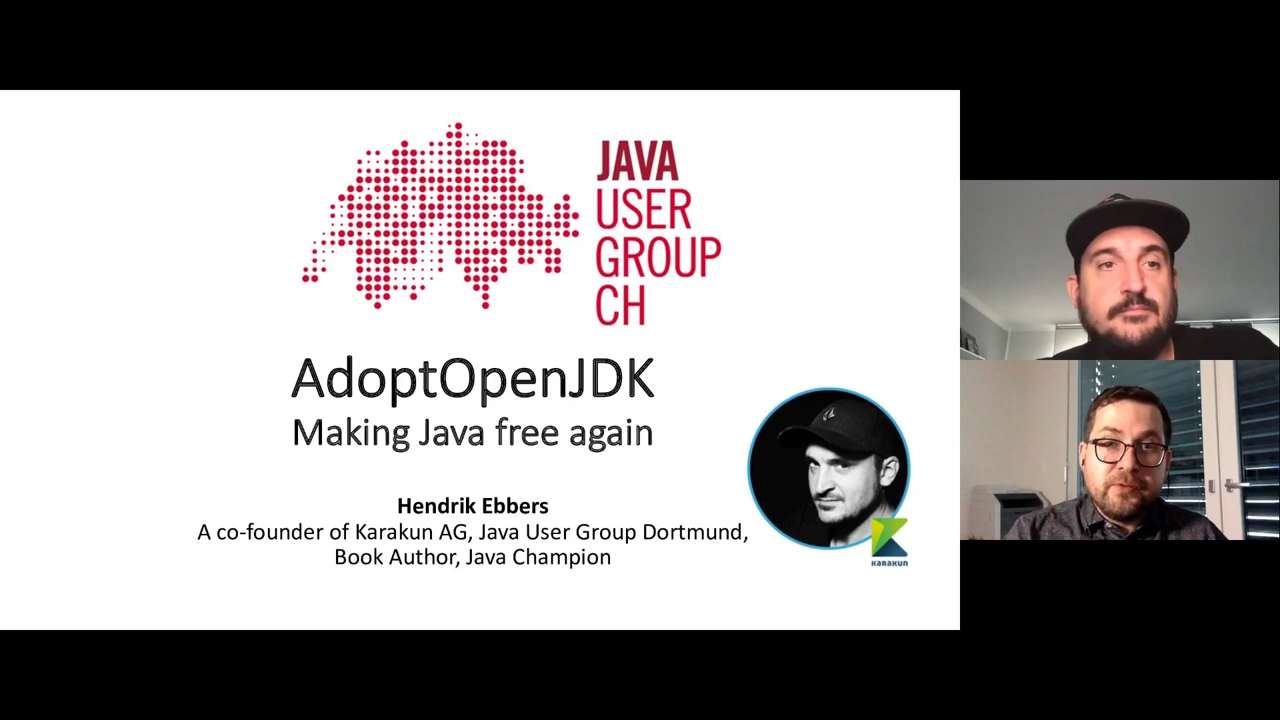 JAVA
USER
GROUP
CH
AdoptOpenJDK
Making Java free again
Hendrik Ebbers
A co-founder of Karakun AG, Java User Group Dortmund,
Book Author, Java Champion
KARAKUN